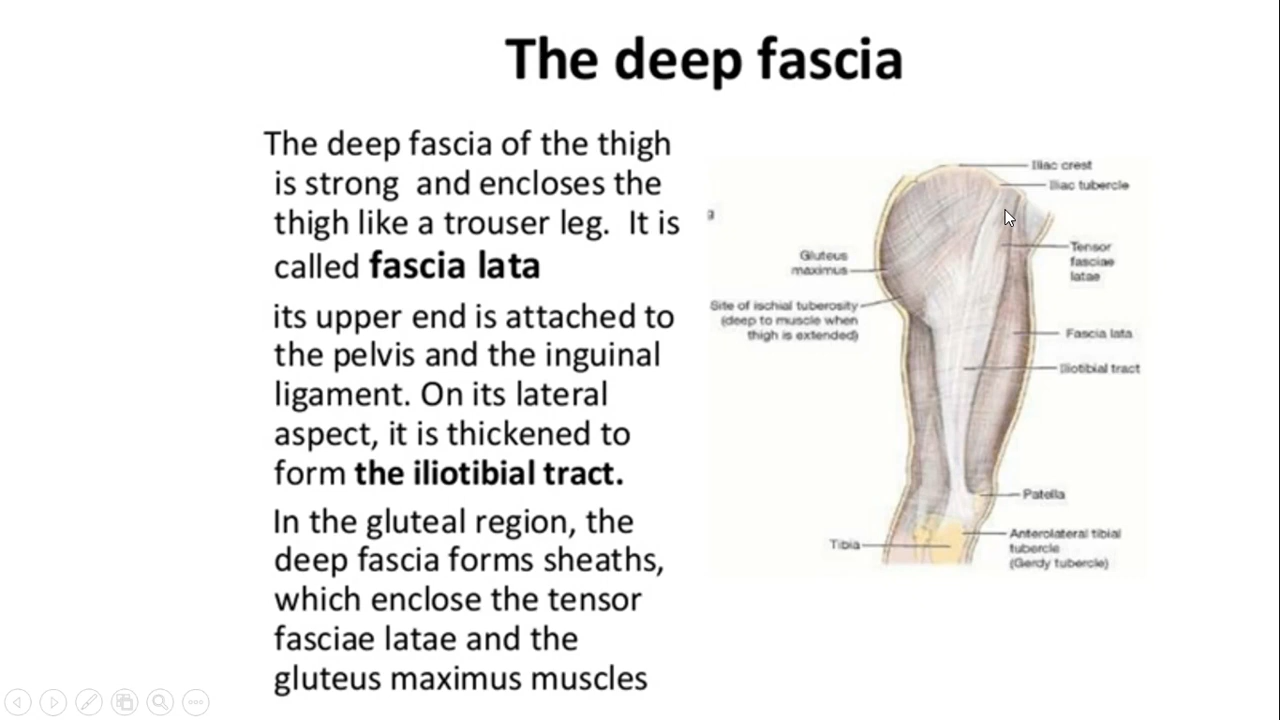 The deep fascia
The deep fascia of the thigh
is strong and encloses the
thigh like a trouser leg. It is
called fascia lata
its upper end is attached to
the pelvis and the inguinal
ligament. On its lateral
aspect, it is thickened to
form the iliotibial tract.
In the gluteal region, the
deep fascia forms sheaths,
which enclose the tensor
fasciae latae and the
gluteus maximus muscles
Iliac crest
Iliac tubercle
Gluteus
maximus
Tensor
fasciae
latae
Site of ischial tuberosity
(deep to muscle when
thigh is extended)
Fascia lata
Iliotibial tract
Patella
Tibia
Anterolateral tibial
tubercle
(Gerdy tubercle)